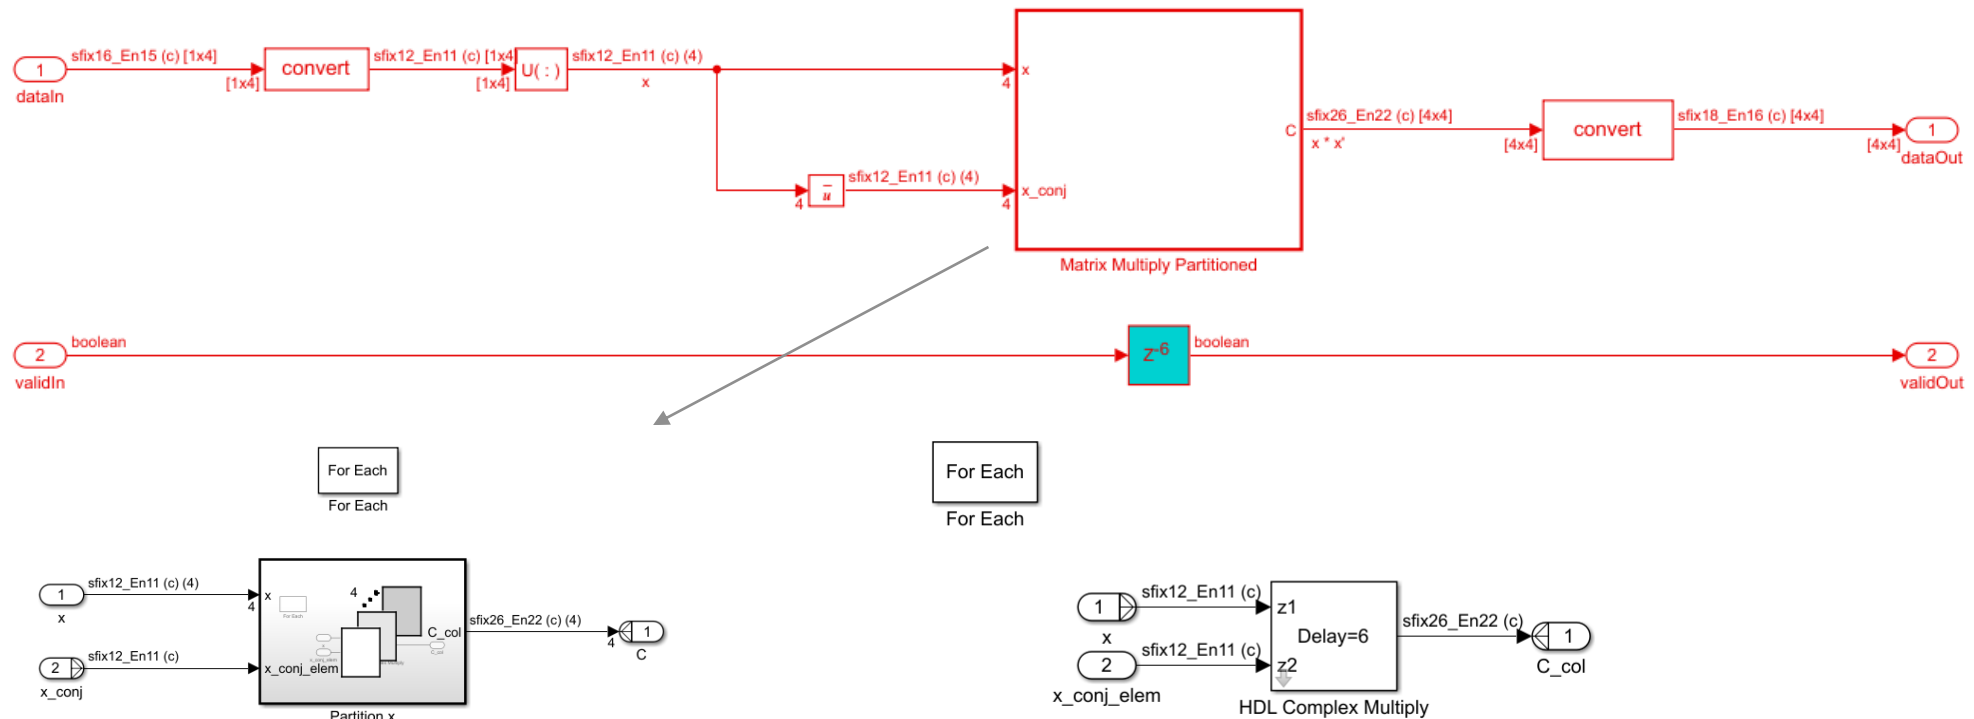 sfix16_En15 (c) [1x4]
sfix12_En11 (c) [1x4]
sfix12_En11 (c) (4)
1
convert
U( : )
x
[1x4]
[1x4]
dataIn
x
4
sfix26_En22 (c) [4x4]
sfix18_En16 (c) [4x4]
C
convert
1
x * x'
[4x4]
[4x4]
dataOut
sfix12_En11 (c) (4)
u
x_conj
4
4
Matrix Multiply Partitioned
boolean
boolean
2
Z-6
2
validIn
validOut
For Each
For Each
For Each
For Each
sfix12_En11 (c) (4)
1
x
4
x
4
For Each
sfix26_En22 (c) (4)
C_col
1
4
C
sfix12_En11 (c)
2
x_conj_elem
x_conj
Partition x
sfix12_En11 (c)
1
z1
x
sfix26_En22 (c)
Delay=6
1
sfix12_En11 (c)
2
z2
C_col
x_conj_elem
HDL Complex Multiply